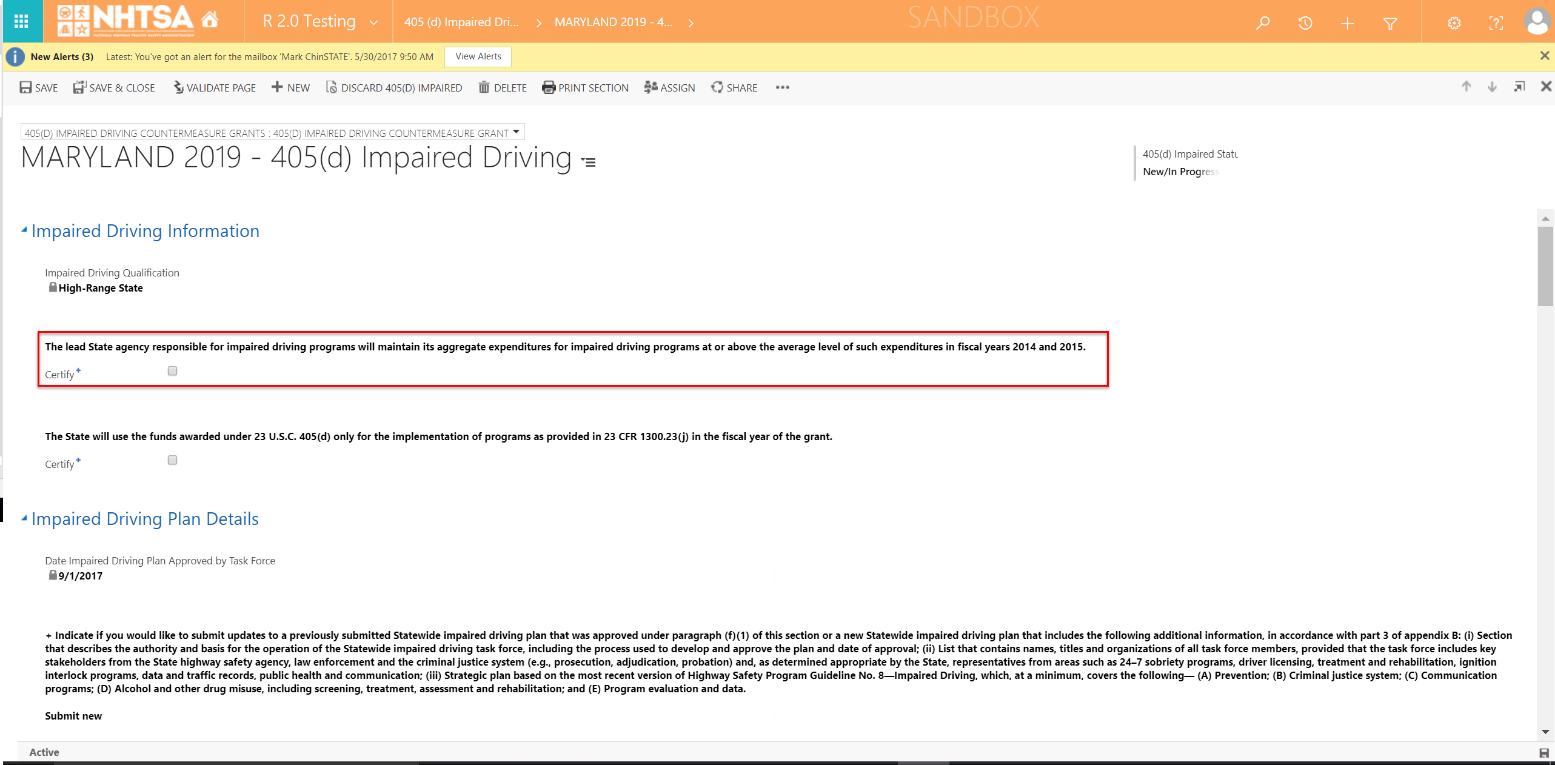 NHTSA
R 2.0 Testing
405 (d) Impaired Dri...
MARYLAND 2019 - 4...
SANDBOX
New Alerts (3) Latest: You've got an alert for the mailbox 'Mark ChinSTATE'. 5/30/2017 9:50 AM View Alerts
SAVE SAVE & CLOSE VALIDATE PAGE NEW DISCARD 405(D) IMPAIRED DELETE PRINT SECTION ASSIGN SHARE
405(D) IMPAIRED DRIVING COUNTERMEASURE GRANTS : 405(D) IMPAIRED DRIVING COUNTERMEASURE GRANT
MARYLAND 2019 - 405(d) Impaired Driving
405(d) Impaired Statu
New/In Progress
Impaired Driving Information
Impaired Driving Qualification
High-Range State
The lead State agency responsible for impaired driving programs will maintain its aggregate expenditures for impaired driving programs at or above the average level of such expenditures in fiscal years 2014 and 2015.
Certify+
The State will use the funds awarded under 23 U.S.C. 405(d) only for the implementation of programs as provided in 23 CFR 1300.23(j) in the fiscal year of the grant.
Certify+
Impaired Driving Plan Details
Date Impaired Driving Plan Approved by Task Force
9/1/2017
+ Indicate if you would like to submit updates to a previously submitted Statewide impaired driving plan that was approved under paragraph (f)(1) of this section or a new Statewide impaired driving plan that includes the following additional information, in accordance with part 3 of appendix B: (i) Section
that describes the authority and basis for the operation of the Statewide impaired driving task force, including the process used to develop and approve the plan and date of approval; (ii) List that contains names, titles and organizations of all task force members, provided that the task force includes key
stakeholders from the State highway safety agency, law enforcement and the criminal justice system (e.g., prosecution, adjudication, probation) and, as determined appropriate by the State, representatives from areas such as 24–7 sobriety programs, driver licensing, treatment and rehabilitation, ignition
interlock programs, data and traffic records, public health and communication; (iii) Strategic plan based on the most recent version of Highway Safety Program Guideline No. 8—Impaired Driving, which, at a minimum, covers the following— (A) Prevention; (B) Criminal justice system; (C) Communication
programs; (D) Alcohol and other drug misuse, including screening, treatment, assessment and rehabilitation; and (E) Program evaluation and data.
Submit new
Active